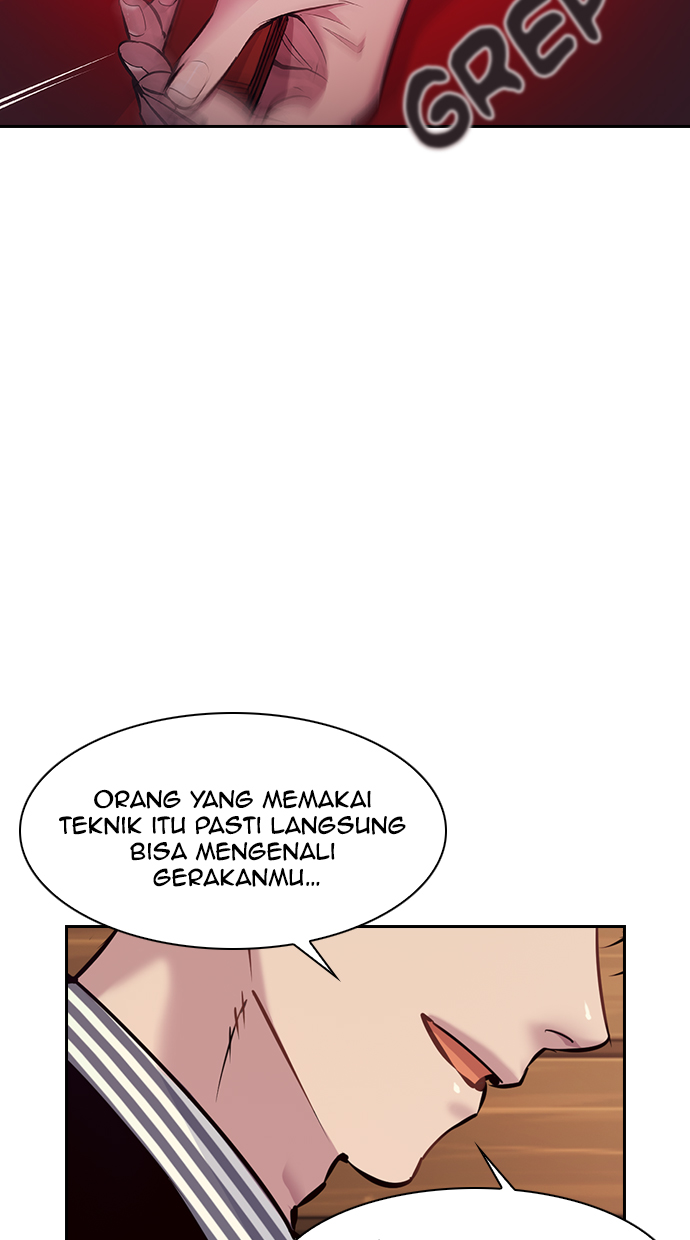 GREP
ORANG YANG MEMAKAI
TEKNIK ITU PASTI LANGSUNG
BISA MENGENALI
GERAKANMU...